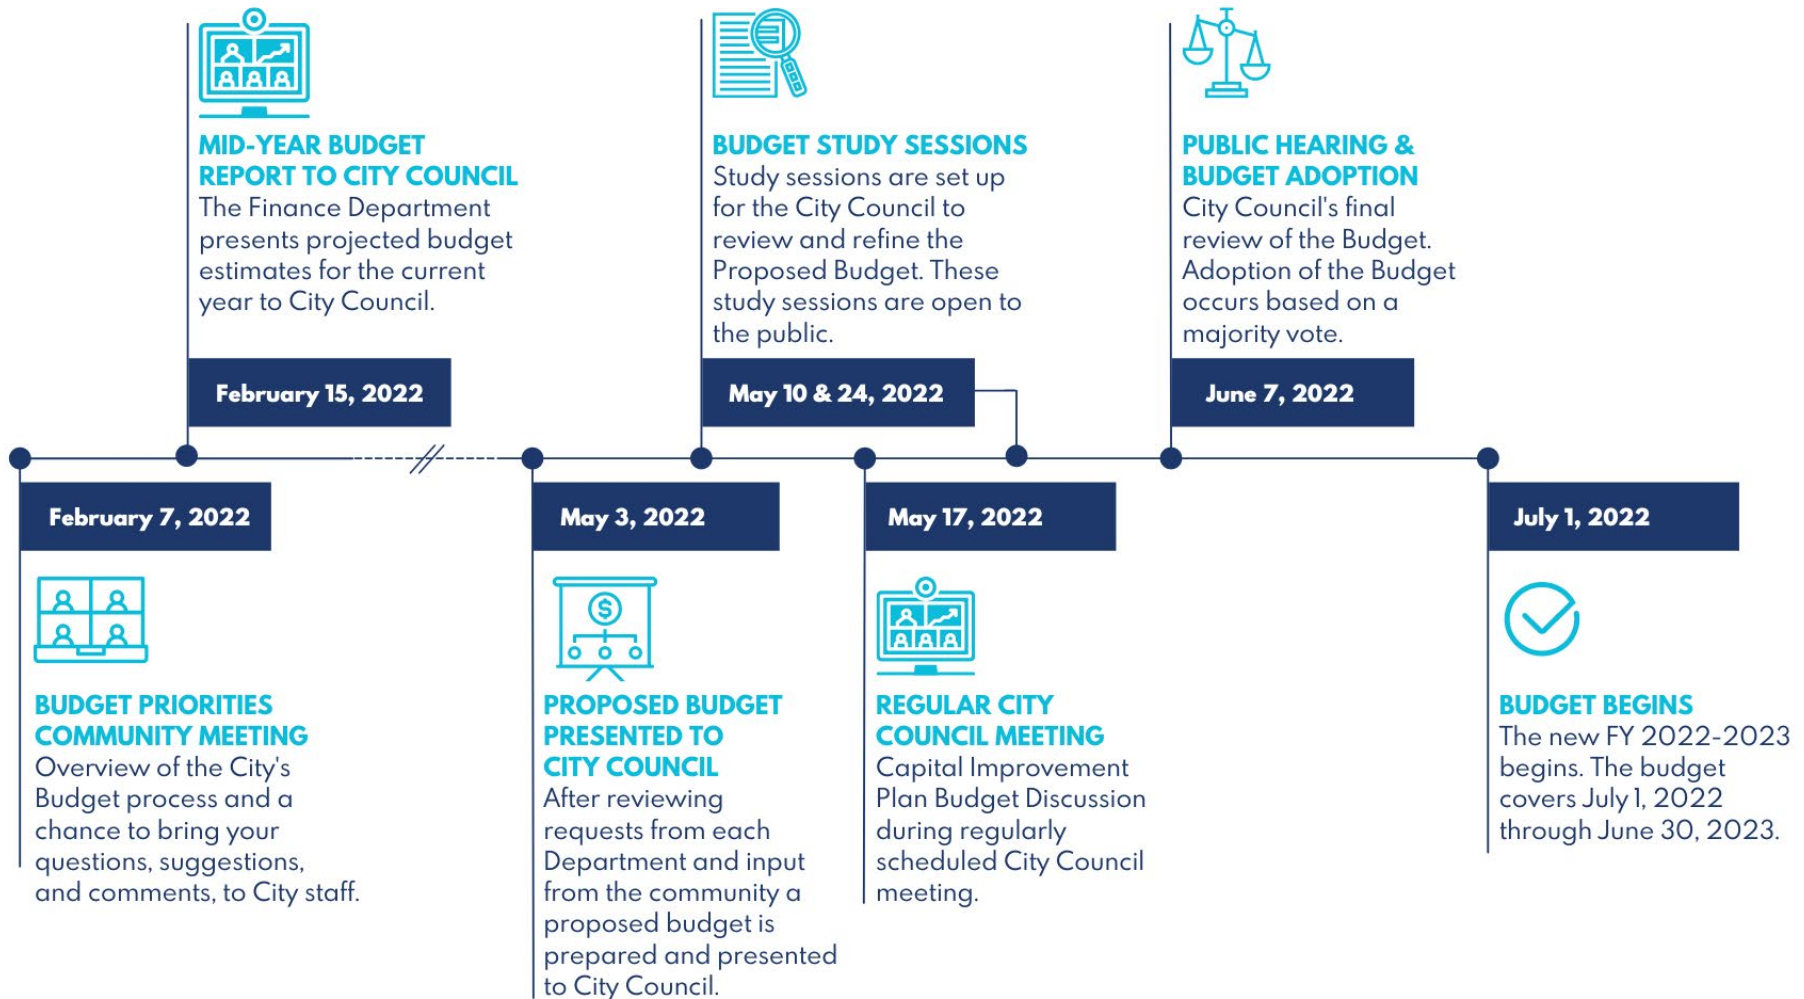 MID-YEAR BUDGET
REPORT TO CITY COUNCIL
The Finance Department
presents projected budget
estimates for the current
year to City Council.
February 15, 2022
BUDGET STUDY SESSIONS
Study sessions are set up
for the City Council to
review and refine the
Proposed Budget. These
study sessions are open to
the public.
May 10 & 24, 2022
PUBLIC HEARING &
BUDGET ADOPTION
City Council's final
review of the Budget.
Adoption of the Budget
occurs based on a
majority vote.
June 7, 2022
February 7, 2022
BUDGET PRIORITIES
COMMUNITY MEETING
Overview of the City's
Budget process and a
chance to bring your
questions, suggestions,
and comments, to City staff.
May 3, 2022
$
PROPOSED BUDGET
PRESENTED TO
CITY COUNCIL
After reviewing
requests from each
Department and input
from the community a
proposed budget is
prepared and presented
to City Council.
May 17, 2022
REGULAR CITY
COUNCIL MEETING
Capital Improvement
Plan Budget Discussion
during regularly
scheduled City Council
meeting.
July 1, 2022
BUDGET BEGINS
The new FY 2022-2023
begins. The budget
covers July 1, 2022
through June 30, 2023.